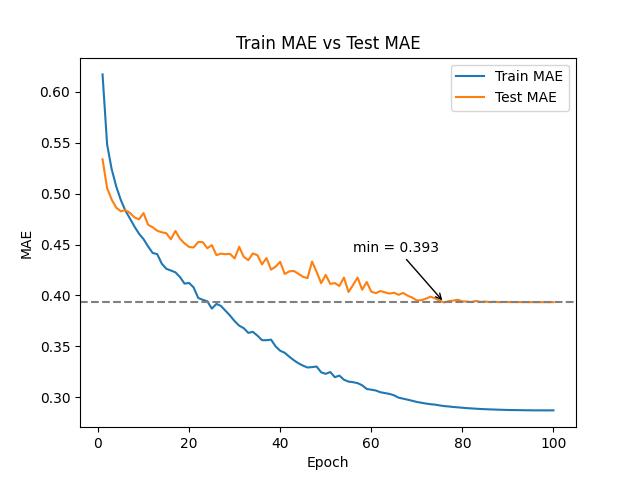 Train MAE vs Test MAE
Train MAE
Test MAE
0.60
0.55
0.50
0.45
0.40
0.35
0.30
MAE
min = 0.393
0 20 40 60 80 100
Epoch